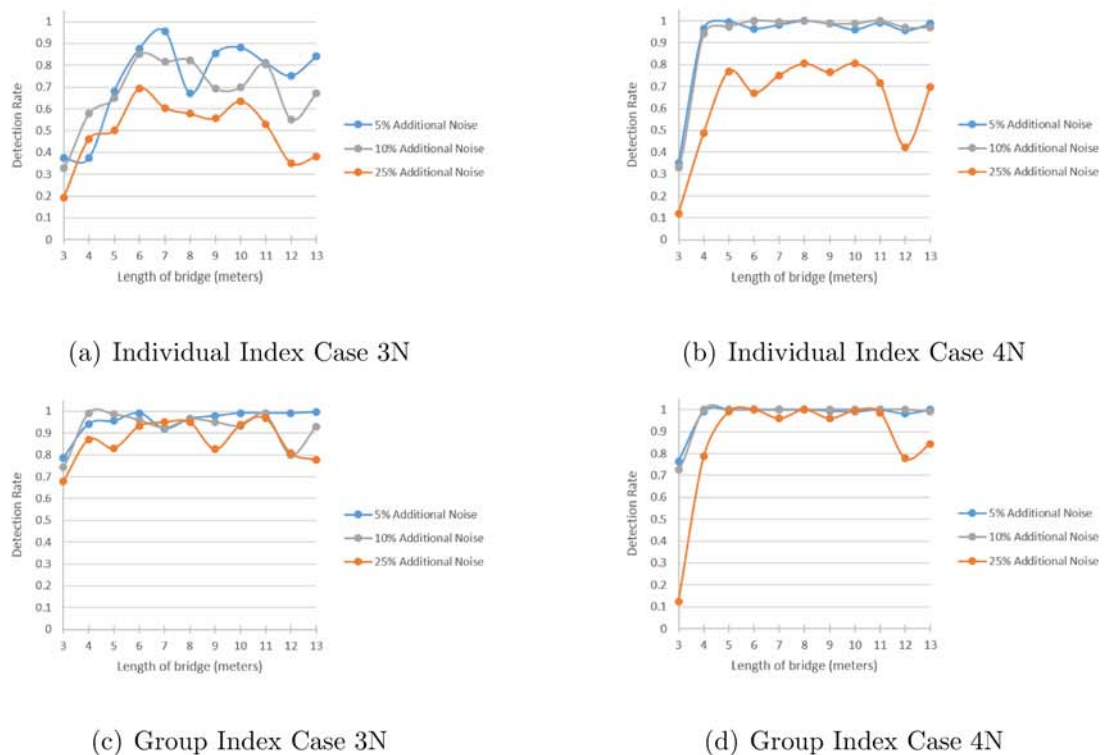 1
0.9
0.8
0.7
0.6
0.5
0.4
0.3
0.2
0.1
0
Detection Rate
3 4 5 6 7 8 9 10 11 12 13
Length of bridge (meters)
5% Additional Noise
10% Additional Noise
25% Additional Noise
(a) Individual Index Case 3N
1
0.9
0.8
0.7
0.6
0.5
0.4
0.3
0.2
0.1
0
Detection Rate
3 4 5 6 7 8 9 10 11 12 13
Length of bridge (meters)
5% Additional Noise
10% Additional Noise
25% Additional Noise
(b) Individual Index Case 4N
1
0.9
0.8
0.7
0.6
0.5
0.4
0.3
0.2
0.1
0
Detection Rate
3 4 5 6 7 8 9 10 11 12 13
Length of bridge (meters)
5% Additional Noise
10% Additional Noise
25% Additional Noise
(c) Group Index Case 3N
1
0.9
0.8
0.7
0.6
0.5
0.4
0.3
0.2
0.1
0
Detection Rate
3 4 5 6 7 8 9 10 11 12 13
Length of bridge (meters)
5% Additional Noise
10% Additional Noise
25% Additional Noise
(d) Group Index Case 4N